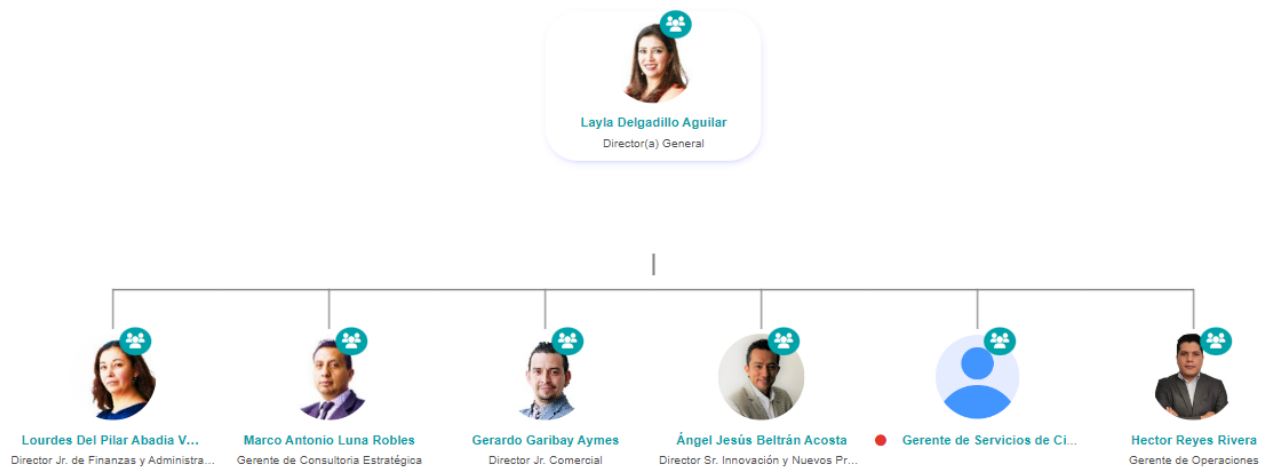 Layla Delgadillo Aguilar
Director(a) General
Lourdes Del Pilar Abadia V...
Director Jr. de Finanzas y Administra...
Marco Antonio Luna Robles
Gerente de Consultoria Estratégica
Gerardo Garibay Aymes
Director Jr. Comercial
Ángel Jesús Beltrán Acosta
Director Sr. Innovación y Nuevos Pr...
Gerente de Servicios de Ci...
Hector Reyes Rivera
Gerente de Operaciones